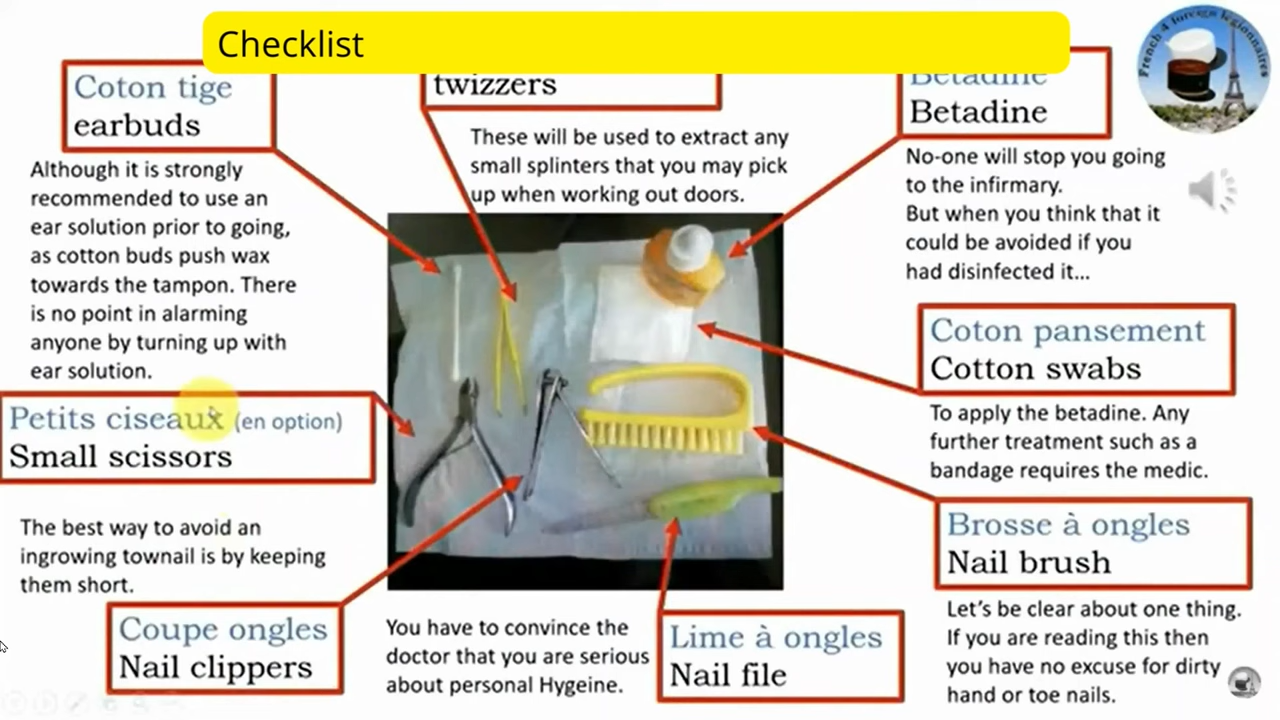 Checklist
Coton tige
earbuds
Although it is strongly
recommended to use an
ear solution prior to going,
as cotton buds push wax
towards the tampon. There
is no point in alarming
anyone by turning up with
ear solution.
twizzers
These will be used to extract any
small splinters that you may pick
up when working out doors.
Betadine
Betadine
No-one will stop you going
to the infirmary.
But when you think that it
could be avoided if you
had disinfected it...
French 4 foreign legionnaires
Coton pansement
Cotton swabs
To apply the betadine. Any
further treatment such as a
bandage requires the medic.
Petits ciseaux (en option)
Small scissors
The best way to avoid an
ingrowing townail is by keeping
them short.
Coupe ongles
Nail clippers
You have to convince the
doctor that you are serious
about personal Hygeine.
Lime à ongles
Nail file
Brosse à ongles
Nail brush
Let's be clear about one thing.
If you are reading this then
you have no excuse for dirty
hand or toe nails.